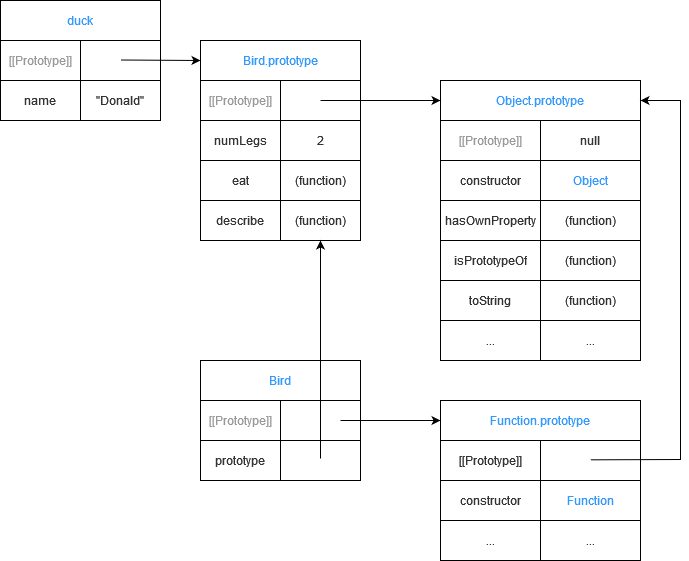 duck
[[Prototype]]
name "Donald"
Bird.prototype
[[Prototype]]
numLegs 2
eat (function)
describe (function)
Object.prototype
[[Prototype]] null
constructor Object
hasOwnProperty (function)
isPrototypeOf (function)
toString (function)
... ...
Bird
[[Prototype]]
prototype
Function.prototype
[[Prototype]]
constructor Function
... ...